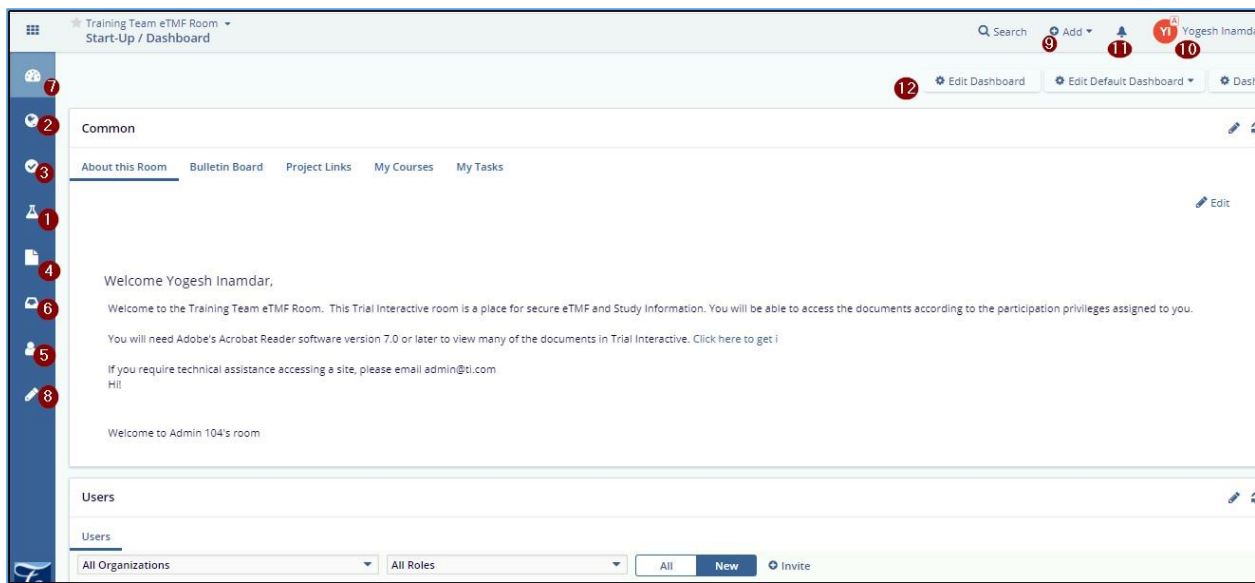 Training Team eTMF Room
Start-Up / Dashboard
Search
Add
9
11
A
YI
Yogesh Inamda
10
7
12
Edit Dashboard
Edit Default Dashboard
Dash
2
Common
3
About this Room Bulletin Board Project Links My Courses My Tasks
1
Edit
4
Welcome Yogesh Inamdar,
6
Welcome to the Training Team eTMF Room. This Trial Interactive room is a place for secure eTMF and Study Information. You will be able to access the documents according to the participation privileges assigned to you.
You will need Adobe's Acrobat Reader software version 7.0 or later to view many of the documents in Trial Interactive. Click here to get i
5
If you require technical assistance accessing a site, please email admin@ti.com
Hi!
8
Welcome to Admin 104's room
Users
Users
All Organizations All Roles All New Invite